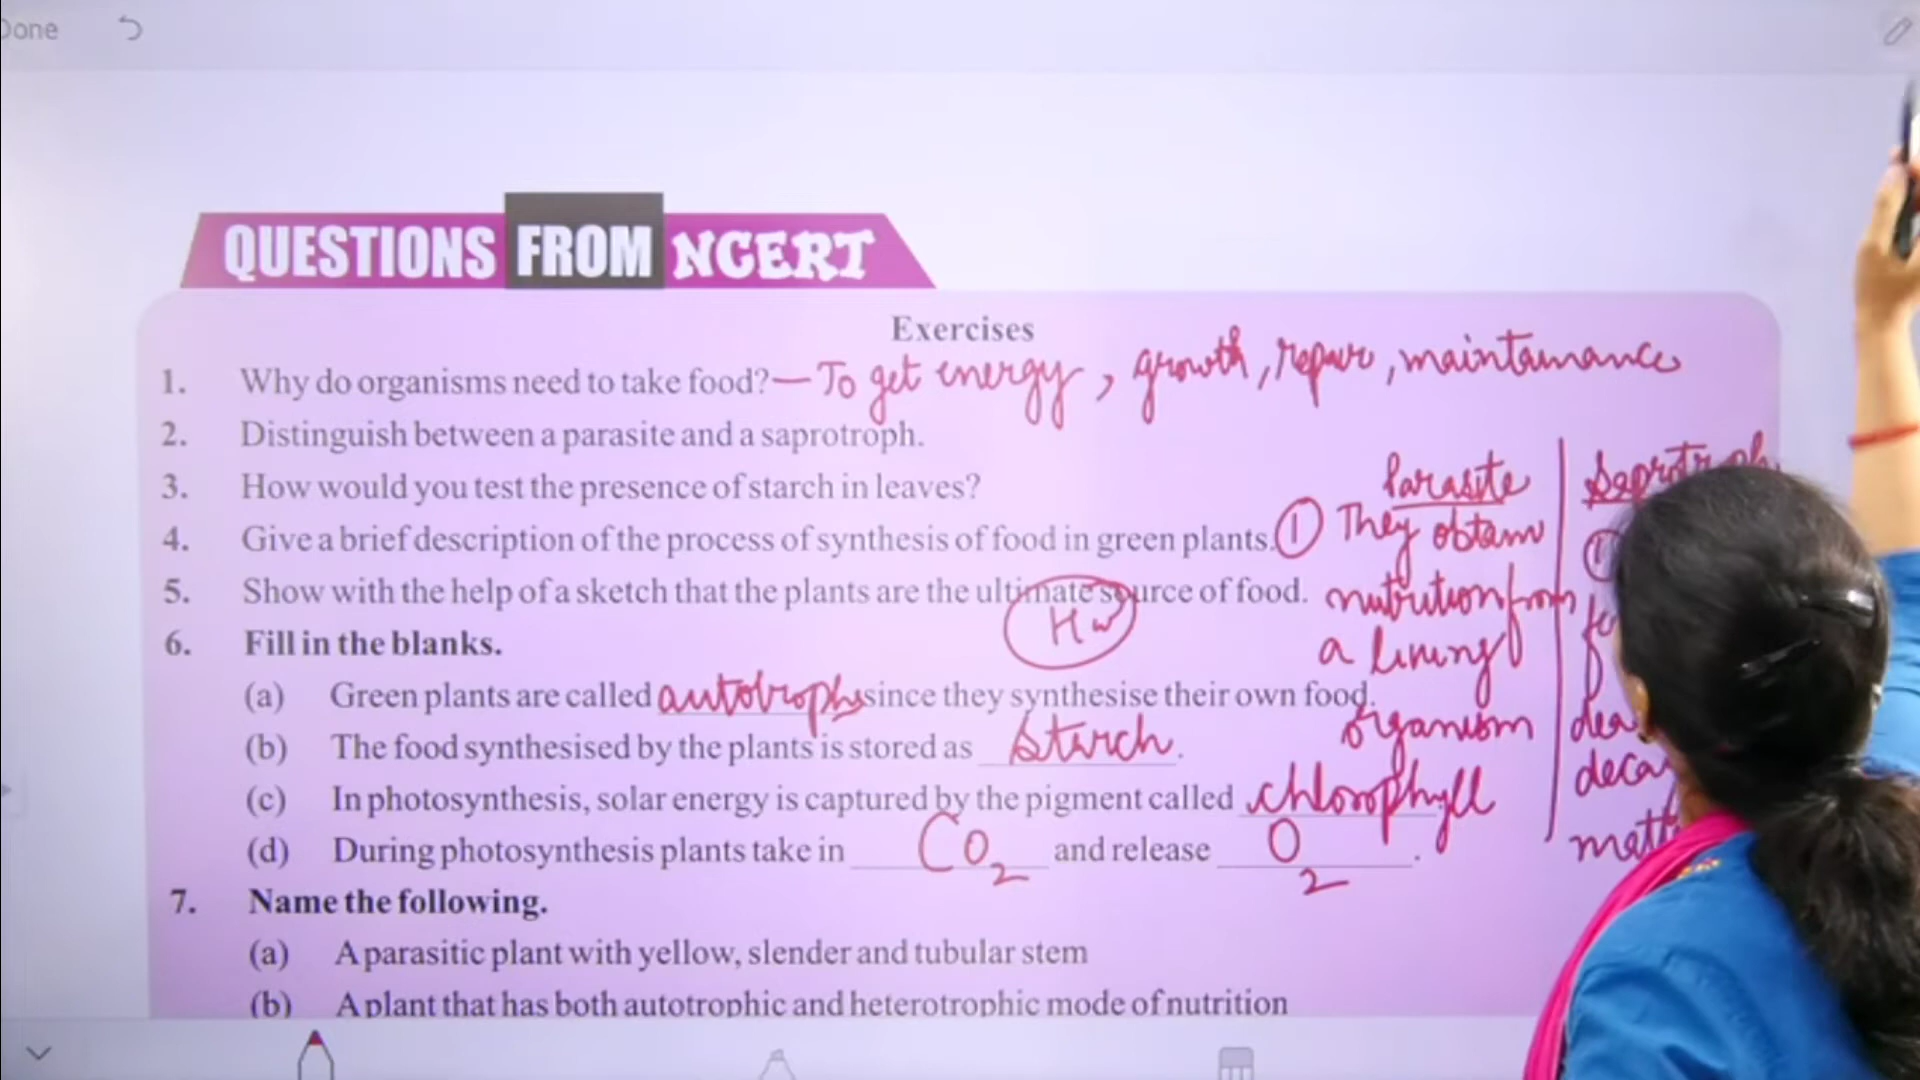 Done
QUESTIONS FROM NCERT
Exercises
1. Why do organisms need to take food? — To get energy, growth, repair, maintainance
2. Distinguish between a parasite and a saprotroph.
3. How would you test the presence of starch in leaves?
4. Give a brief description of the process of synthesis of food in green plants.
5. Show with the help of a sketch that the plants are the ultimate source of food.
HW
6. Fill in the blanks.
(a) Green plants are called autotrophs since they synthesise their own food.
(b) The food synthesised by the plants is stored as starch.
(c) In photosynthesis, solar energy is captured by the pigment called chlorophyll
(d) During photosynthesis plants take in CO2 and release O2.
7. Name the following.
(a) A parasitic plant with yellow, slender and tubular stem
(b) A plant that has both autotrophic and heterotrophic mode of nutrition
Parasite
① They obtain
nutrition from
a living
organism